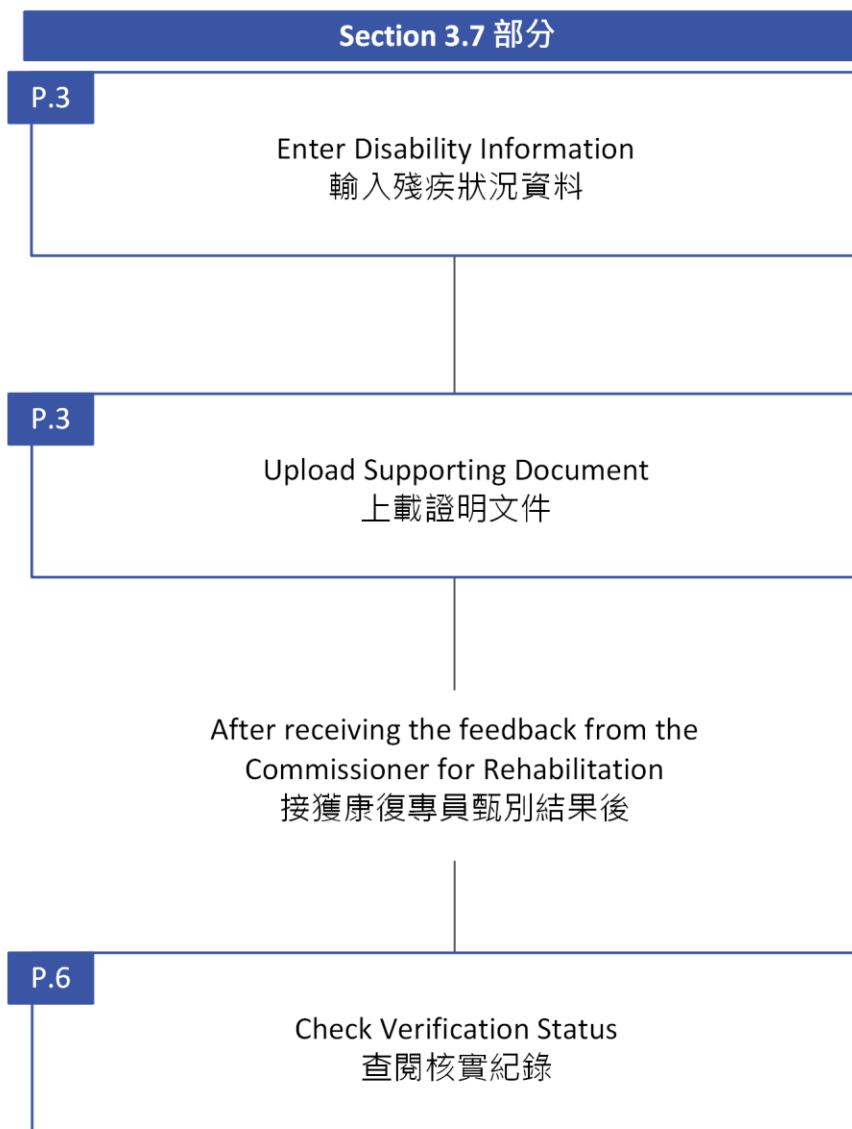 Section 3.7 部分
P.3
Enter Disability Information
輸入殘疾狀況資料
P.3
Upload Supporting Document
上載證明文件
After receiving the feedback from the
Commissioner for Rehabilitation
接獲康復專員甄別結果後
P.6
Check Verification Status
查閱核實紀錄